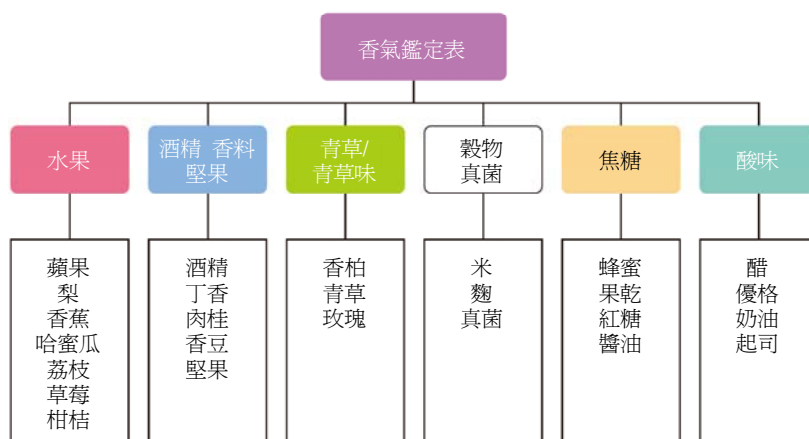 香氣鑑定表
水果
酒精 香料
堅果
青草/
青草味
穀物
真菌
焦糖
酸味
蘋果
梨
香蕉
哈蜜瓜
荔枝
草莓
柑桔
酒精
丁香
肉桂
香豆
堅果
香柏
青草
玫瑰
米
麴
真菌
蜂蜜
果乾
紅糖
醬油
醋
優格
奶油
起司